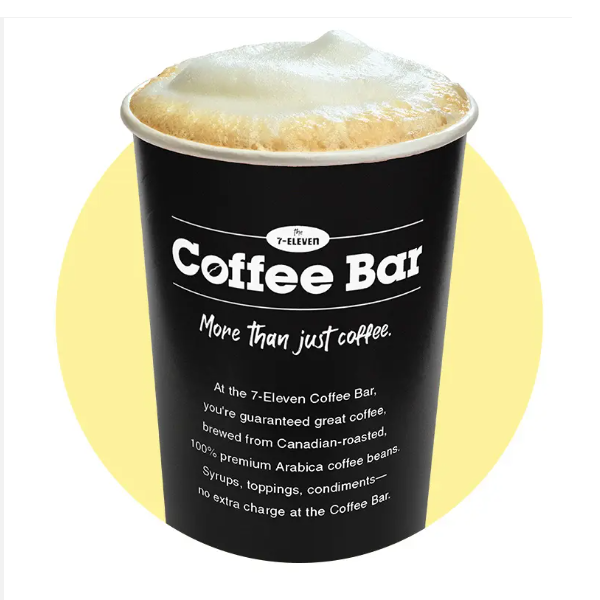 the
7-ELEVEN
Coffee Bar
More than just coffee.
At the 7-Eleven Coffee Bar,
you're guaranteed great coffee,
brewed from Canadian-roasted,
100% premium Arabica coffee beans.
Syrups, toppings, condiments—
no extra charge at the Coffee Bar.